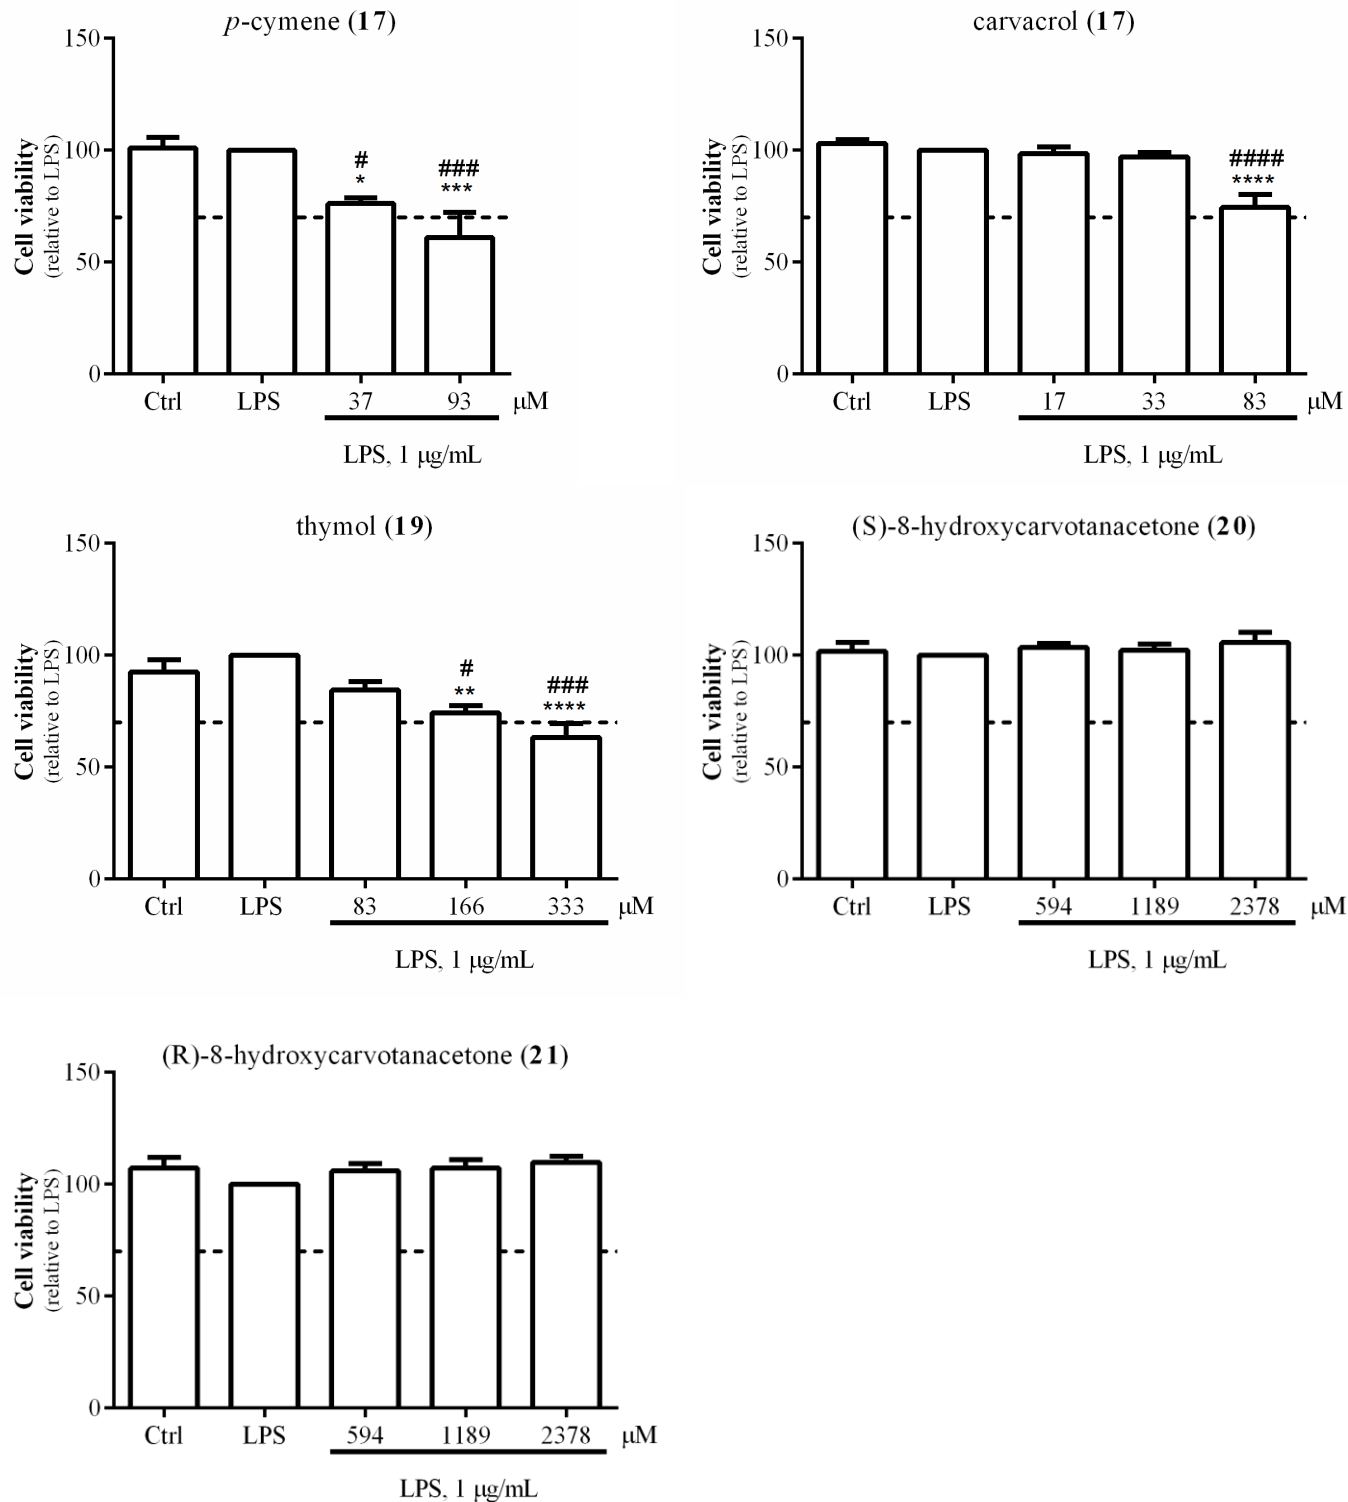 p-cymene (17)
150
100
50
0
Cell viability
(relative to LPS)
#
*
###
***
Ctrl LPS 37 93 μM
LPS, 1 μg/mL
carvacrol (17)
150
100
50
0
Cell viability
(relative to LPS)
####
****
Ctrl LPS 17 33 83 μM
LPS, 1 μg/mL
thymol (19)
150
100
50
0
Cell viability
(relative to LPS)
#
**
###
****
Ctrl LPS 83 166 333 μM
LPS, 1 μg/mL
(S)-8-hydroxycarvotanacetone (20)
150
100
50
0
Cell viability
(relative to LPS)
Ctrl LPS 594 1189 2378 μM
LPS, 1 μg/mL
(R)-8-hydroxycarvotanacetone (21)
150
100
50
0
Cell viability
(relative to LPS)
Ctrl LPS 594 1189 2378 μM
LPS, 1 μg/mL